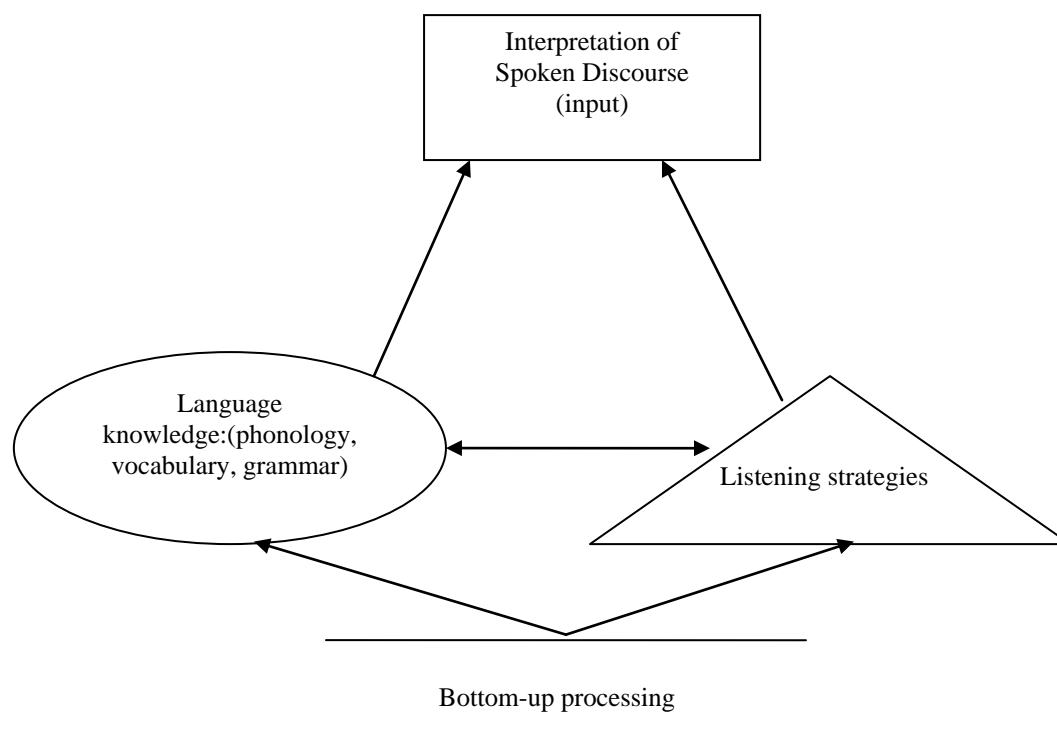 Interpretation of
Spoken Discourse
(input)
Language
knowledge:(phonology,
vocabulary, grammar)
Listening strategies
Bottom-up processing